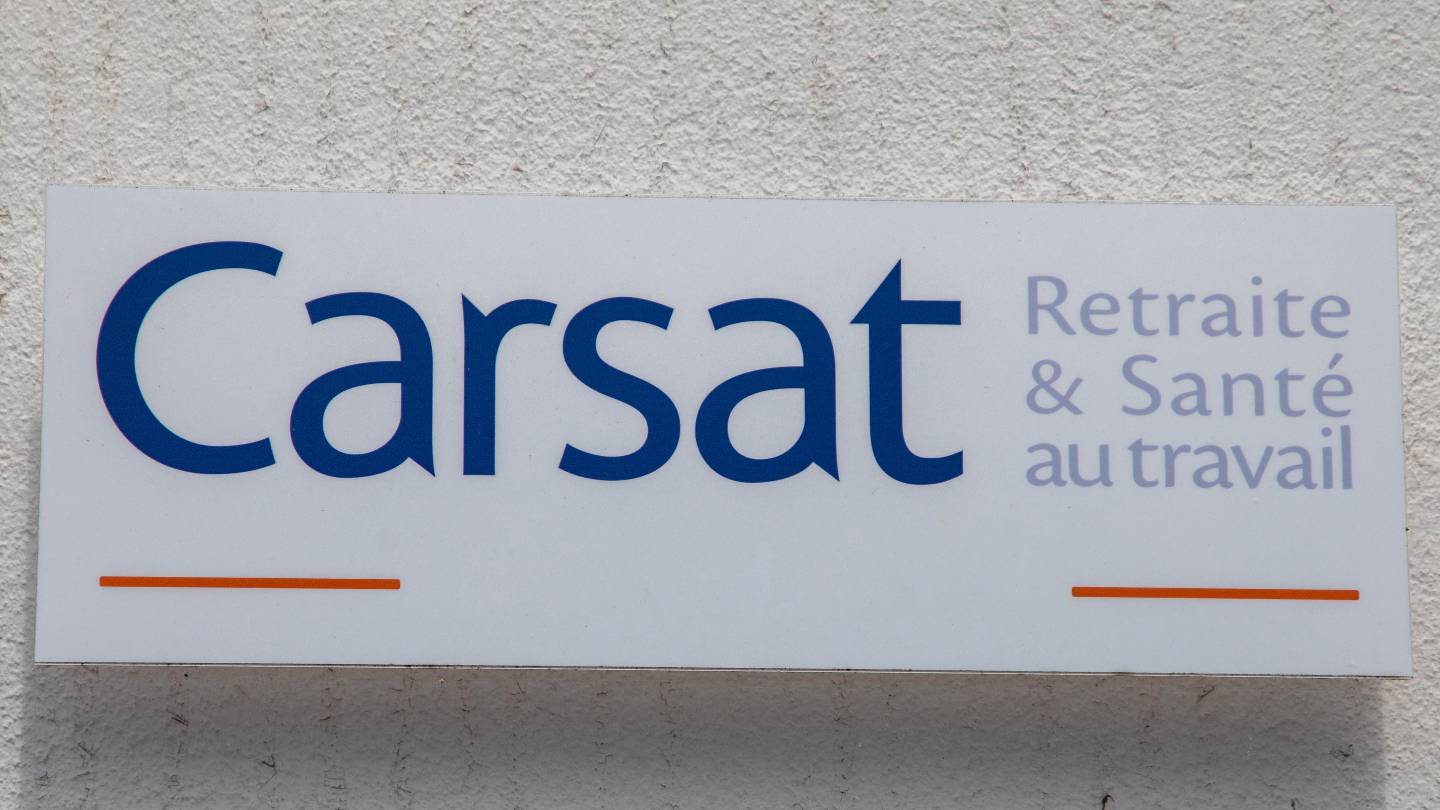 Carsat
Retraite
& Santé
au travail